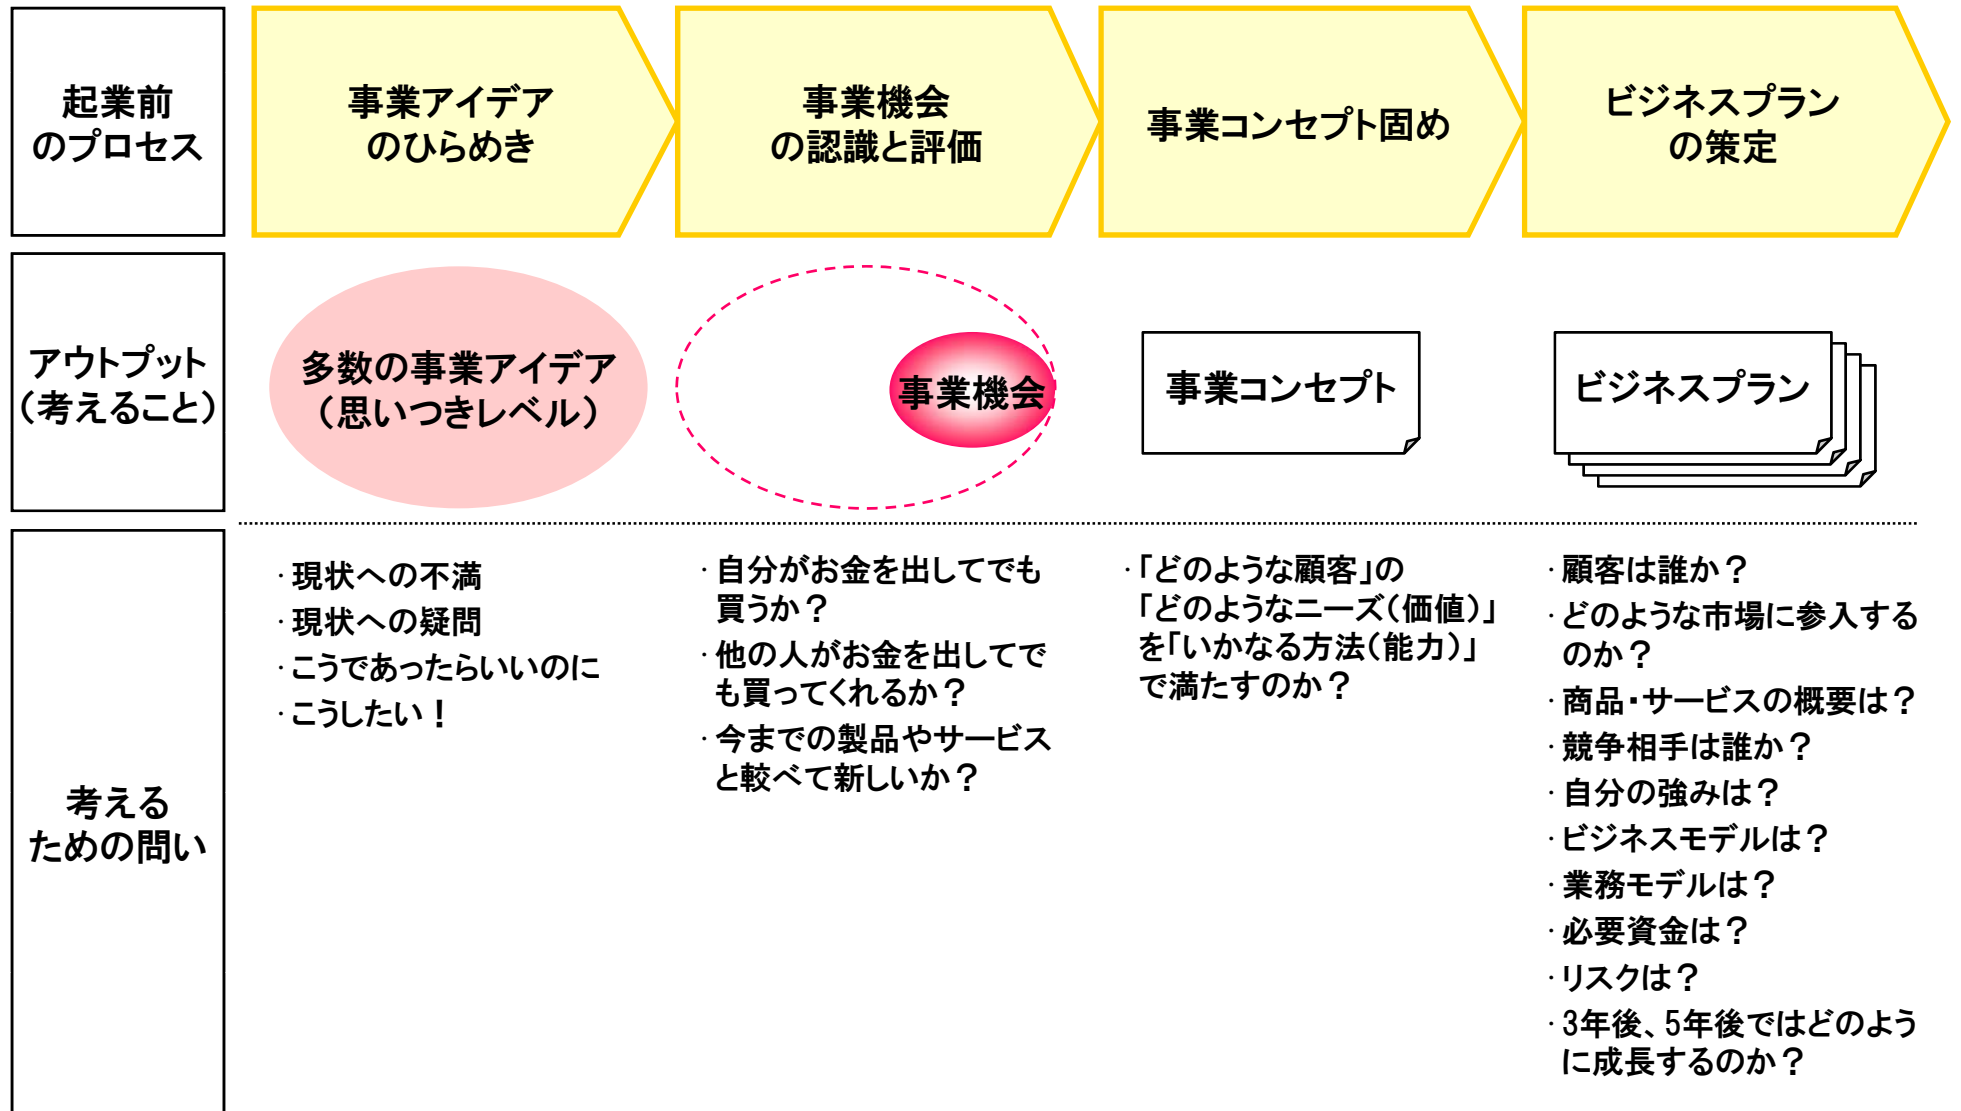 起業前
のプロセス
事業アイデア
のひらめき
事業機会
の認識と評価
事業コンセプト固め
ビジネスプラン
の策定
アウトプット
（考えること）
多数の事業アイデア
（思いつきレベル）
事業機会
事業コンセプト
ビジネスプラン
考える
ための問い
・現状への不満
・現状への疑問
・こうであったらいいのに
・こうしたい！
・自分がお金を出してでも
買うか？
・他の人がお金を出してで
も買ってくれるか？
・今までの製品やサービス
と較べて新しいか？
・「どのような顧客」の
「どのようなニーズ（価値）」
を「いかなる方法（能力）」
で満たすのか？
・顧客は誰か？
・どのような市場に参入する
のか？
・商品・サービスの概要は？
・競争相手は誰か？
・自分の強みは？
・ビジネスモデルは？
・業務モデルは？
・必要資金は？
・リスクは？
・3年後、5年後ではどのよう
に成長するのか？